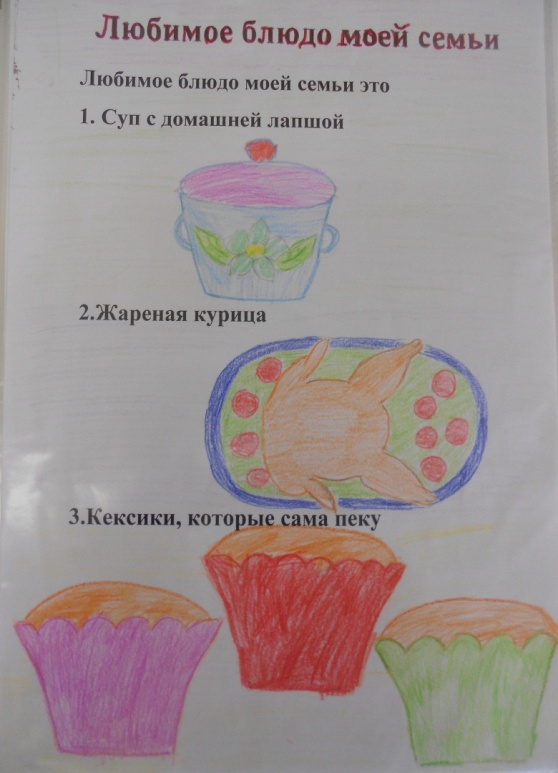 Любимое блюдо моей семьи
Любимое блюдо моей семьи это
1. Суп с домашней лапшой
2.Жареная курица
3.Кексики, которые сама пеку